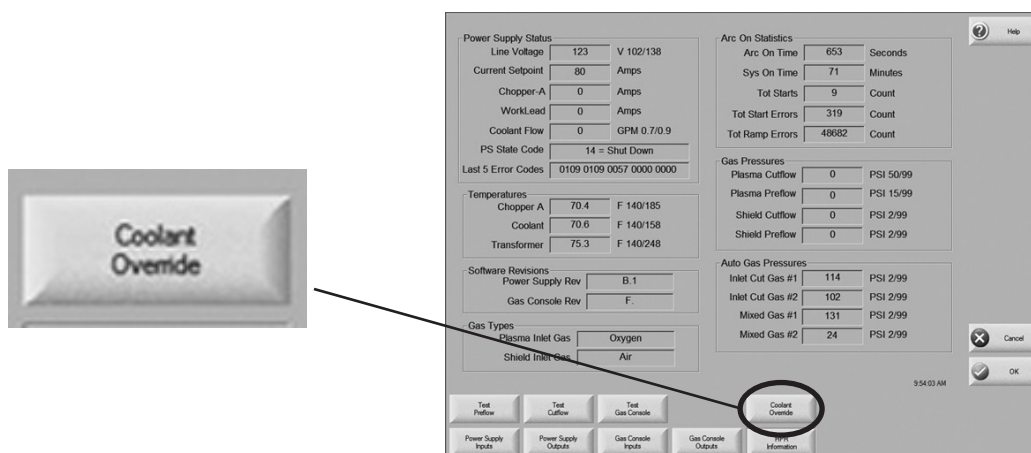 Coolant
Override
Help
Power Supply Status
Line Voltage 123 V 102/138
Current Setpoint 80 Amps
Chopper-A 0 Amps
WorkLead 0 Amps
Coolant Flow 0 GPM 0.7/0.9
PS State Code 14 = Shut Down
Last 5 Error Codes 0109 0109 0057 0000 0000
Temperatures
Chopper A 70.4 F 140/185
Coolant 70.6 F 140/158
Transformer 75.3 F 140/248
Software Revisions
Power Supply Rev B.1
Gas Console Rev F.
Gas Types
Plasma Inlet Gas Oxygen
Shield Inlet Gas Air
Arc On Statistics
Arc On Time 653 Seconds
Sys On Time 71 Minutes
Tot Starts 9 Count
Tot Start Errors 319 Count
Tot Ramp Errors 48682 Count
Gas Pressures
Plasma Cutflow 0 PSI 50/99
Plasma Preflow 0 PSI 15/99
Shield Cutflow 0 PSI 2/99
Shield Preflow 0 PSI 2/99
Auto Gas Pressures
Inlet Cut Gas #1 114 PSI 2/99
Inlet Cut Gas #2 102 PSI 2/99
Mixed Gas #1 131 PSI 2/99
Mixed Gas #2 24 PSI 2/99
Cancel
OK
9:54:03 AM
Test
Preflow
Test
Cutflow
Test
Gas Console
Coolant
Override
Power Supply
Inputs
Power Supply
Outputs
Gas Console
Inputs
Gas Console
Outputs
HPR
Information